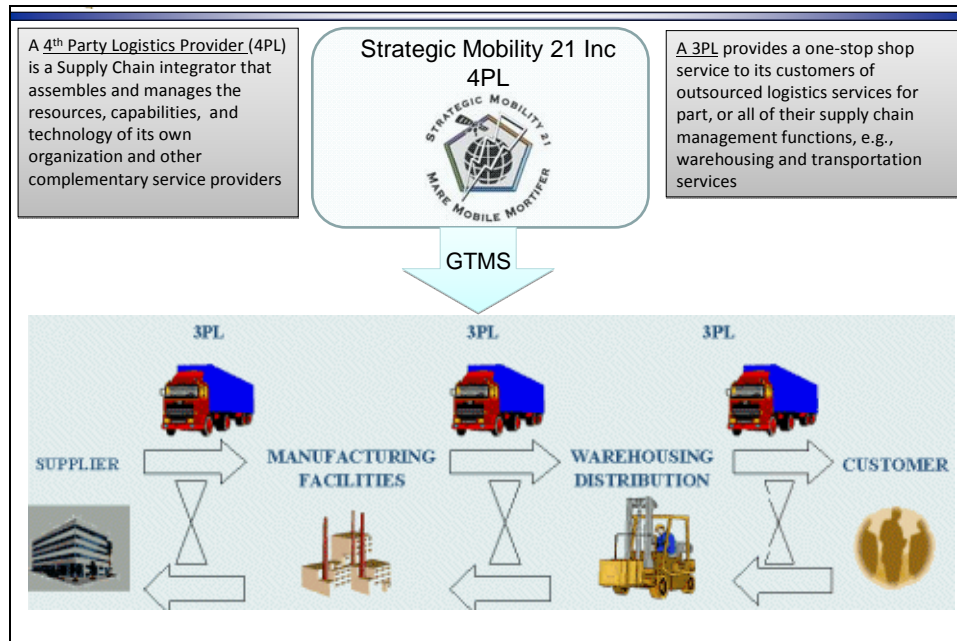 A 4th Party Logistics Provider (4PL)
is a Supply Chain integrator that
assembles and manages the
resources, capabilities, and
technology of its own
organization and other
complementary service providers
Strategic Mobility 21 Inc
4PL
STRATEGIC MOBILITY 21
MARE MOBILE MORTIFER
A 3PL provides a one-stop shop
service to its customers of
outsourced logistics services for
part, or all of their supply chain
management functions, e.g.,
warehousing and transportation
services
GTMS
3PL
3PL
3PL
SUPPLIER
MANUFACTURING
FACILITIES
WAREHOUSING
DISTRIBUTION
CUSTOMER